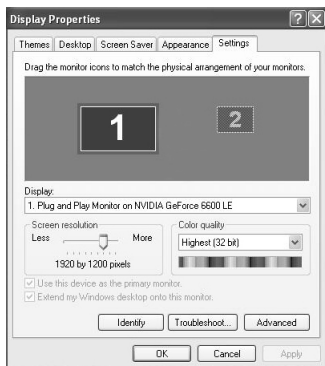 Display Properties
Themes Desktop Screen Saver Appearance Settings
Drag the monitor icons to match the physical arrangement of your monitors.
1 2
Display:
1. Plug and Play Monitor on NVIDIA GeForce 6600 LE
Screen resolution Color quality
Less More Highest (32 bit)
1920 by 1200 pixels
Use this device as the primary monitor.
Extend my Windows desktop onto this monitor.
Identify Troubleshoot... Advanced
OK Cancel Apply